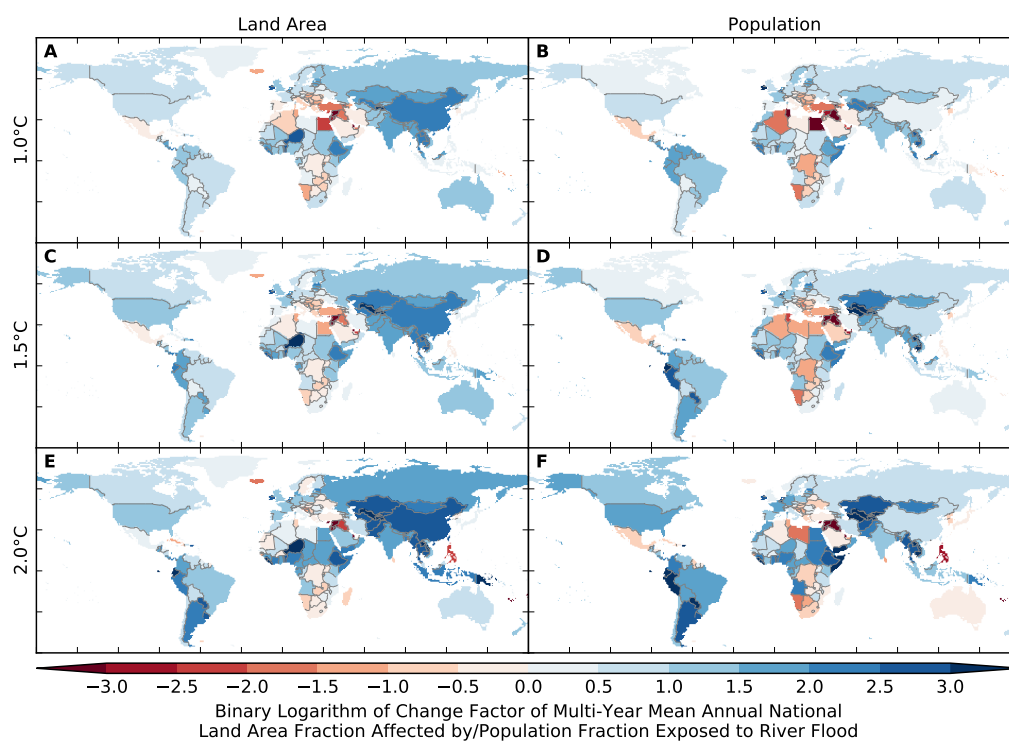 Land Area Population
A B
1.0°C
C D
1.5°C
E F
2.0°C
−3.0 −2.5 −2.0 −1.5 −1.0 −0.5 0.0 0.5 1.0 1.5 2.0 2.5 3.0
Binary Logarithm of Change Factor of Multi-Year Mean Annual National
Land Area Fraction Affected by/Population Fraction Exposed to River Flood